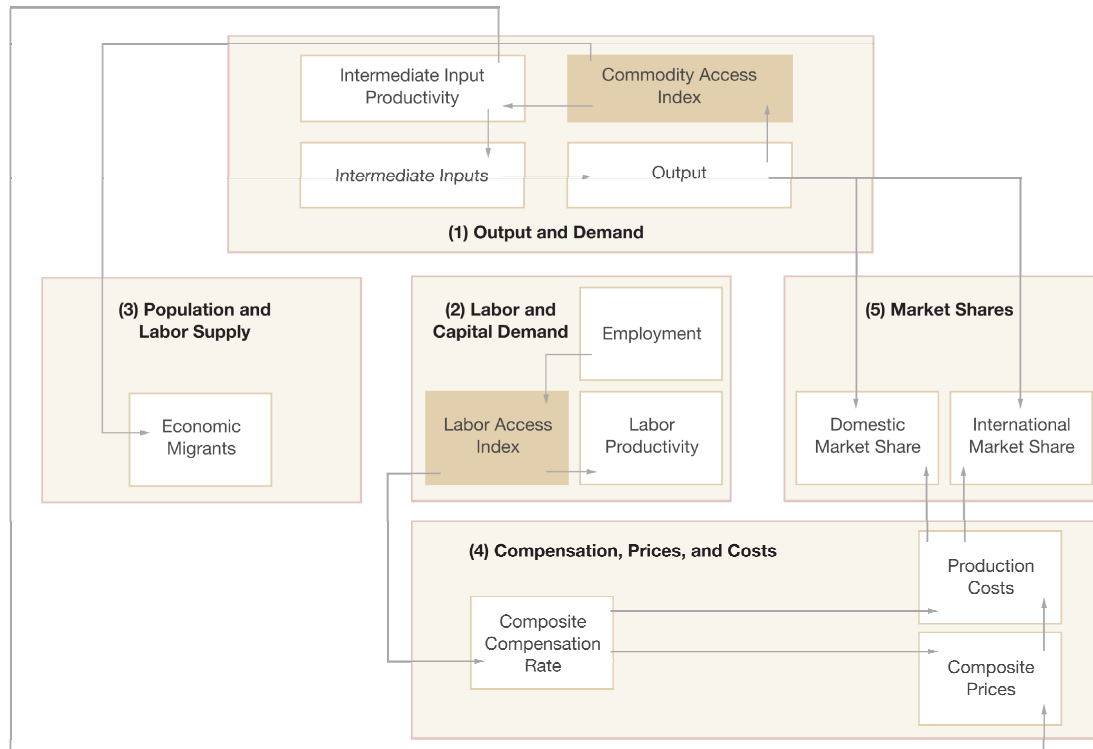 Intermediate Input
Productivity
Commodity Access
Index
Intermediate Inputs
Output
(1) Output and Demand
(3) Population and
Labor Supply
Economic
Migrants
(2) Labor and
Capital Demand
Employment
Labor Access
Index
Labor
Productivity
(5) Market Shares
Domestic
Market Share
International
Market Share
(4) Compensation, Prices, and Costs
Composite
Compensation
Rate
Production
Costs
Composite
Prices